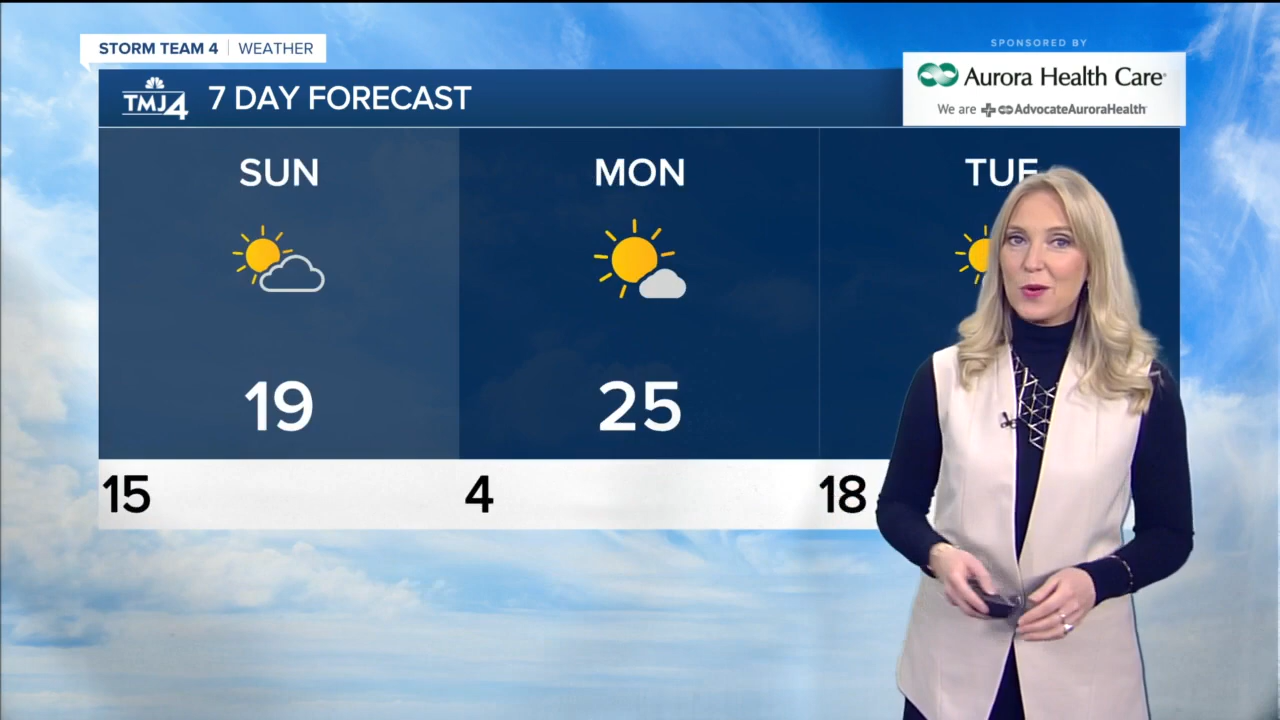 STORM TEAM 4 | WEATHER
SPONSORED BY
Aurora Health Care®
We are AdvocateAuroraHealth
TMJ4 7 DAY FORECAST
SUN MON TUE
19 25
15 4 18